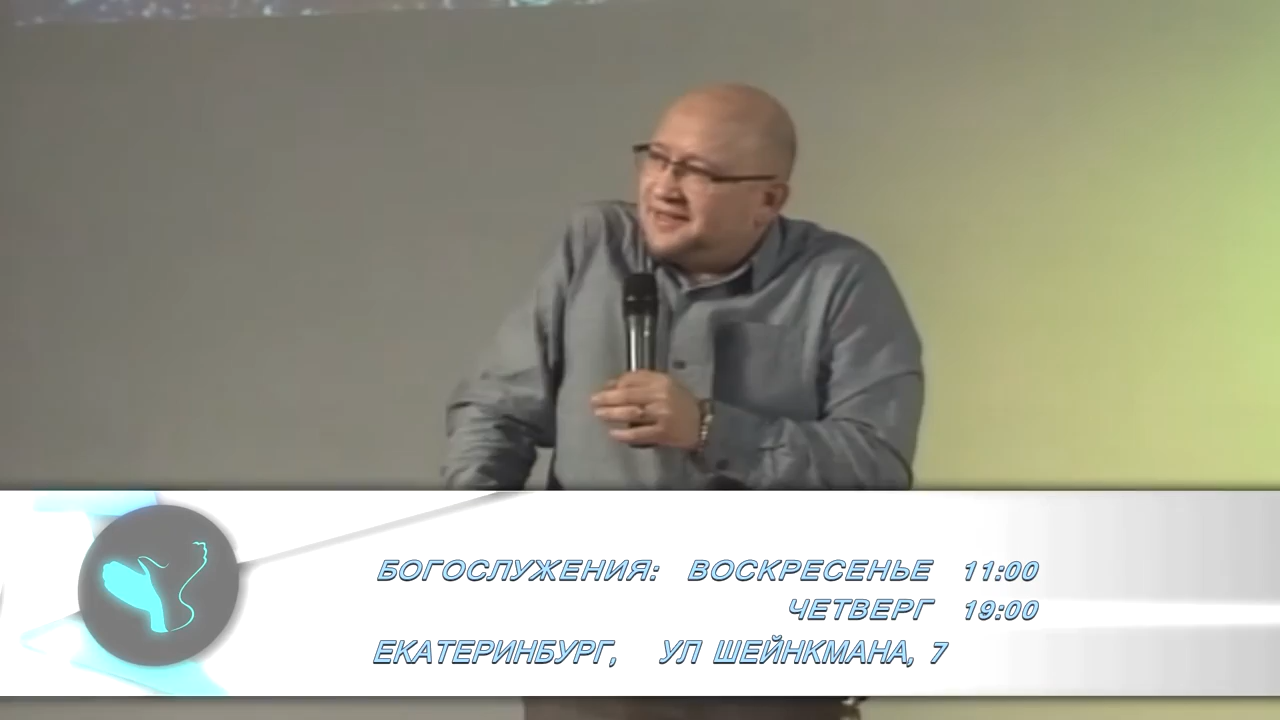 БОГОСЛУЖЕНИЯ: ВОСКРЕСЕНЬЕ 11:00
ЧЕТВЕРГ 19:00
ЕКАТЕРИНБУРГ, УЛ ШЕЙНКМАНА, 7